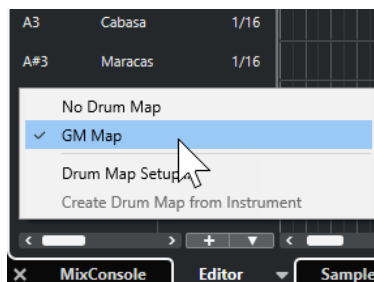 A3 Cabasa 1/16
A#3 Maracas 1/16
No Drum Map
GM Map
Drum Map Setup...
Create Drum Map from Instrument
MixConsole Editor Sample